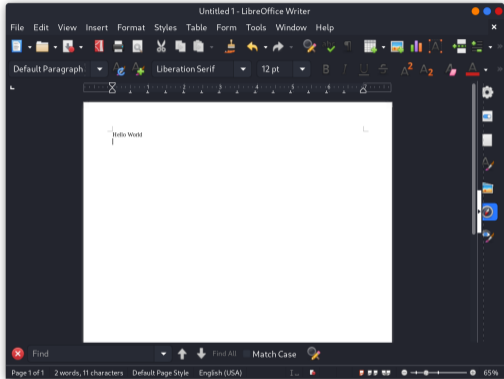 Untitled 1 - LibreOffice Writer
File Edit View Insert Format Styles Table Form Tools Window Help
Default Paragraph Liberation Serif 12 pt
Hello World
Find Find All Match Case
Page 1 of 1 2 words, 11 characters Default Page Style English (USA) 65%